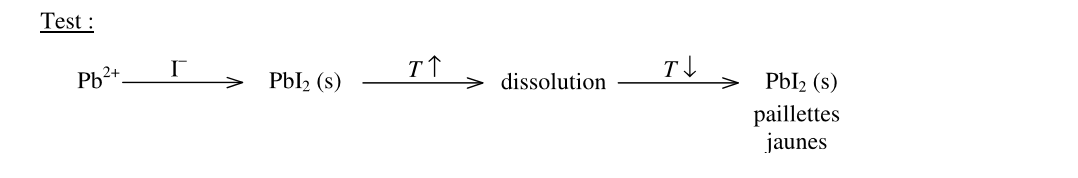 Test :
Pb²⁺ I⁻ PbI₂ (s) T↑ dissolution T↓ PbI₂ (s)
paillettes
jaunes